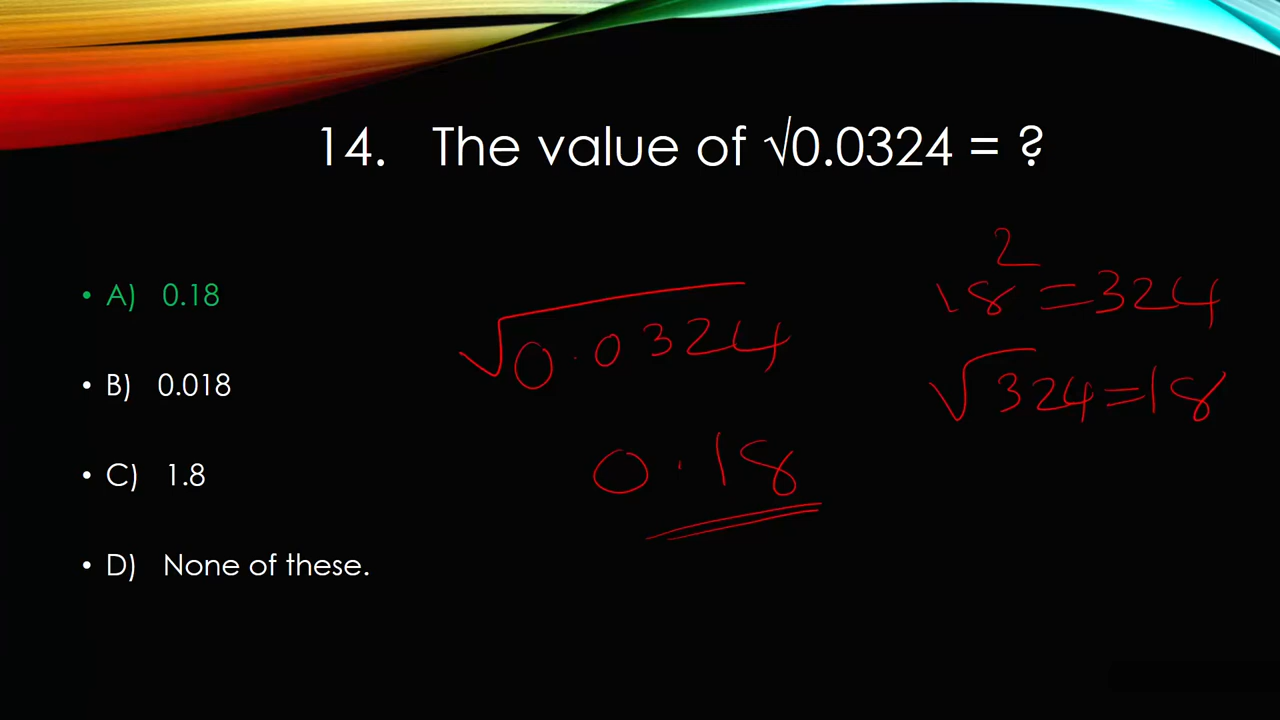 14. The value of √0.0324 = ?
• A) 0.18
• B) 0.018
• C) 1.8
• D) None of these.
√0.0324
0.18
18² = 324
√324 = 18